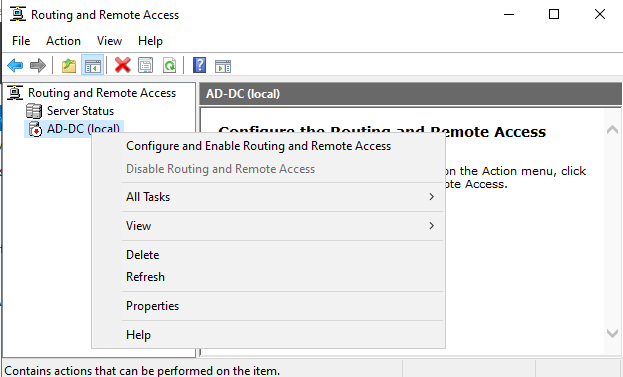 Routing and Remote Access
File Action View Help
Routing and Remote Access
Server Status
AD-DC (local)
AD-DC (local)
Configure the Routing and Remote Access
on the Action menu, click
ote Access.
Configure and Enable Routing and Remote Access
Disable Routing and Remote Access
All Tasks
View
Delete
Refresh
Properties
Help
Contains actions that can be performed on the item.